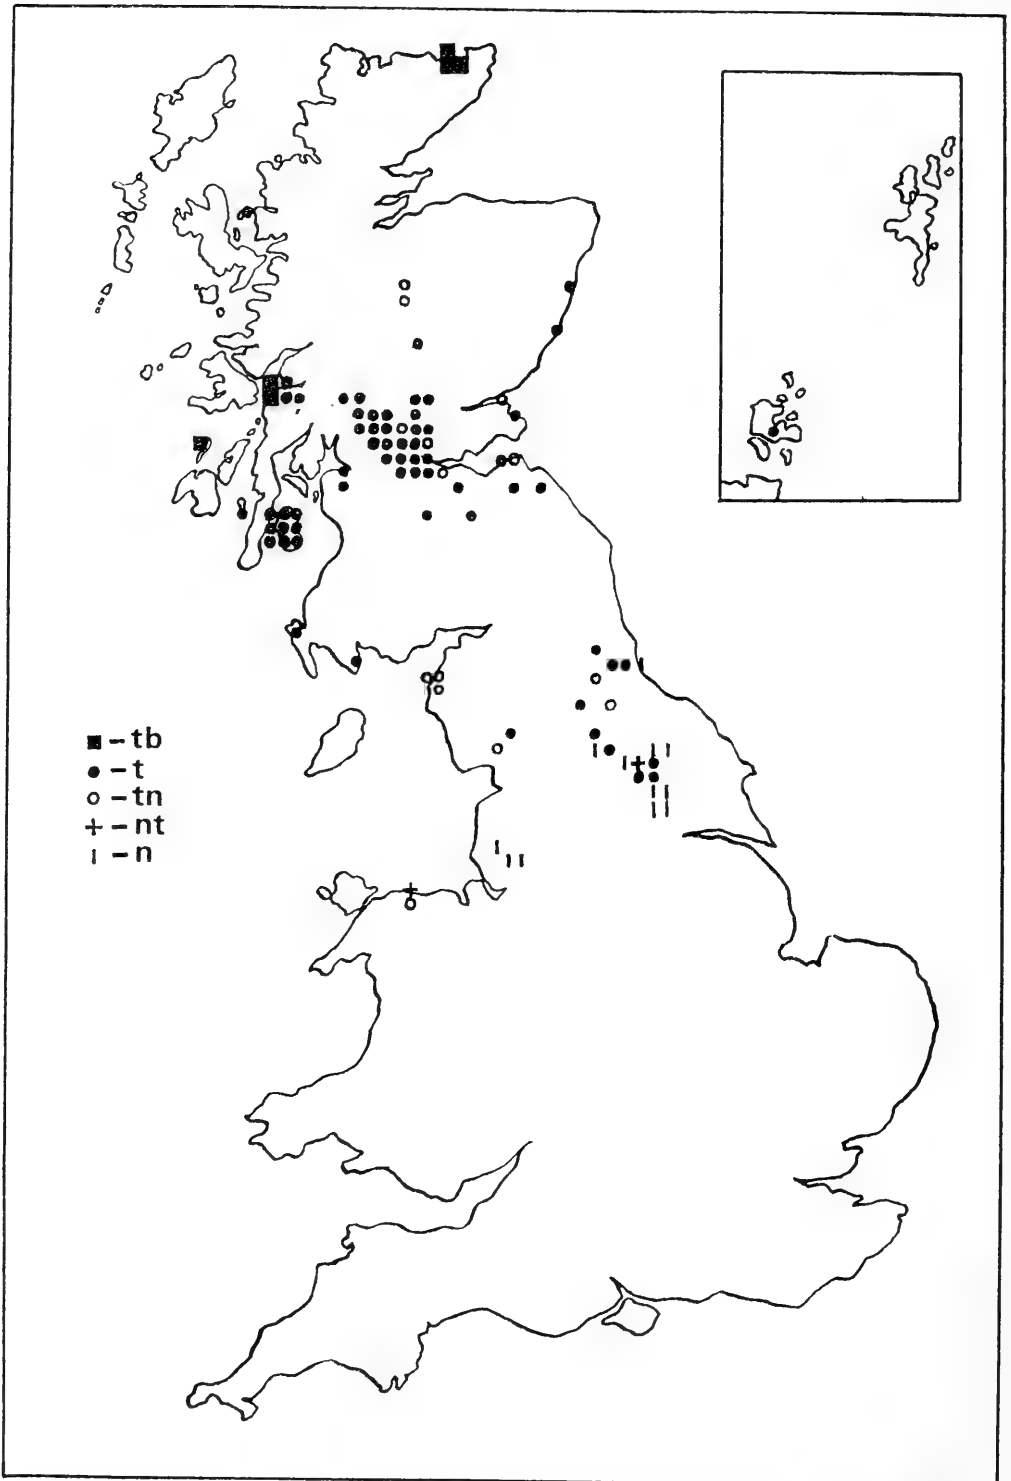 ■ – tb
● – t
○ – tn
+ – nt
ı – n